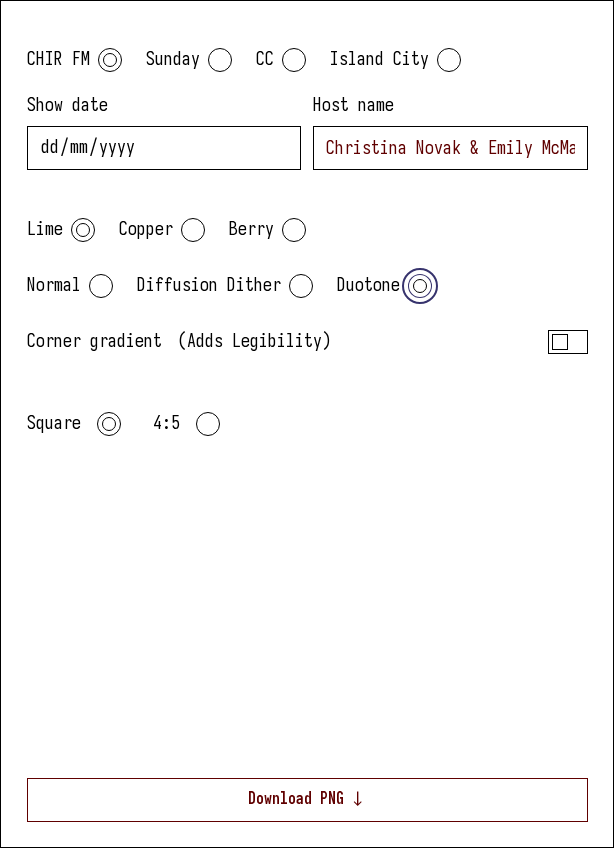 CHIR FM Sunday CC Island City
Show date Host name
dd/mm/yyyy Christina Novak & Emily
Lime Copper Berry
Normal Diffusion Dither Duotone
Corner gradient (Adds Legibility)
Square 4:5
Download PNG ↓